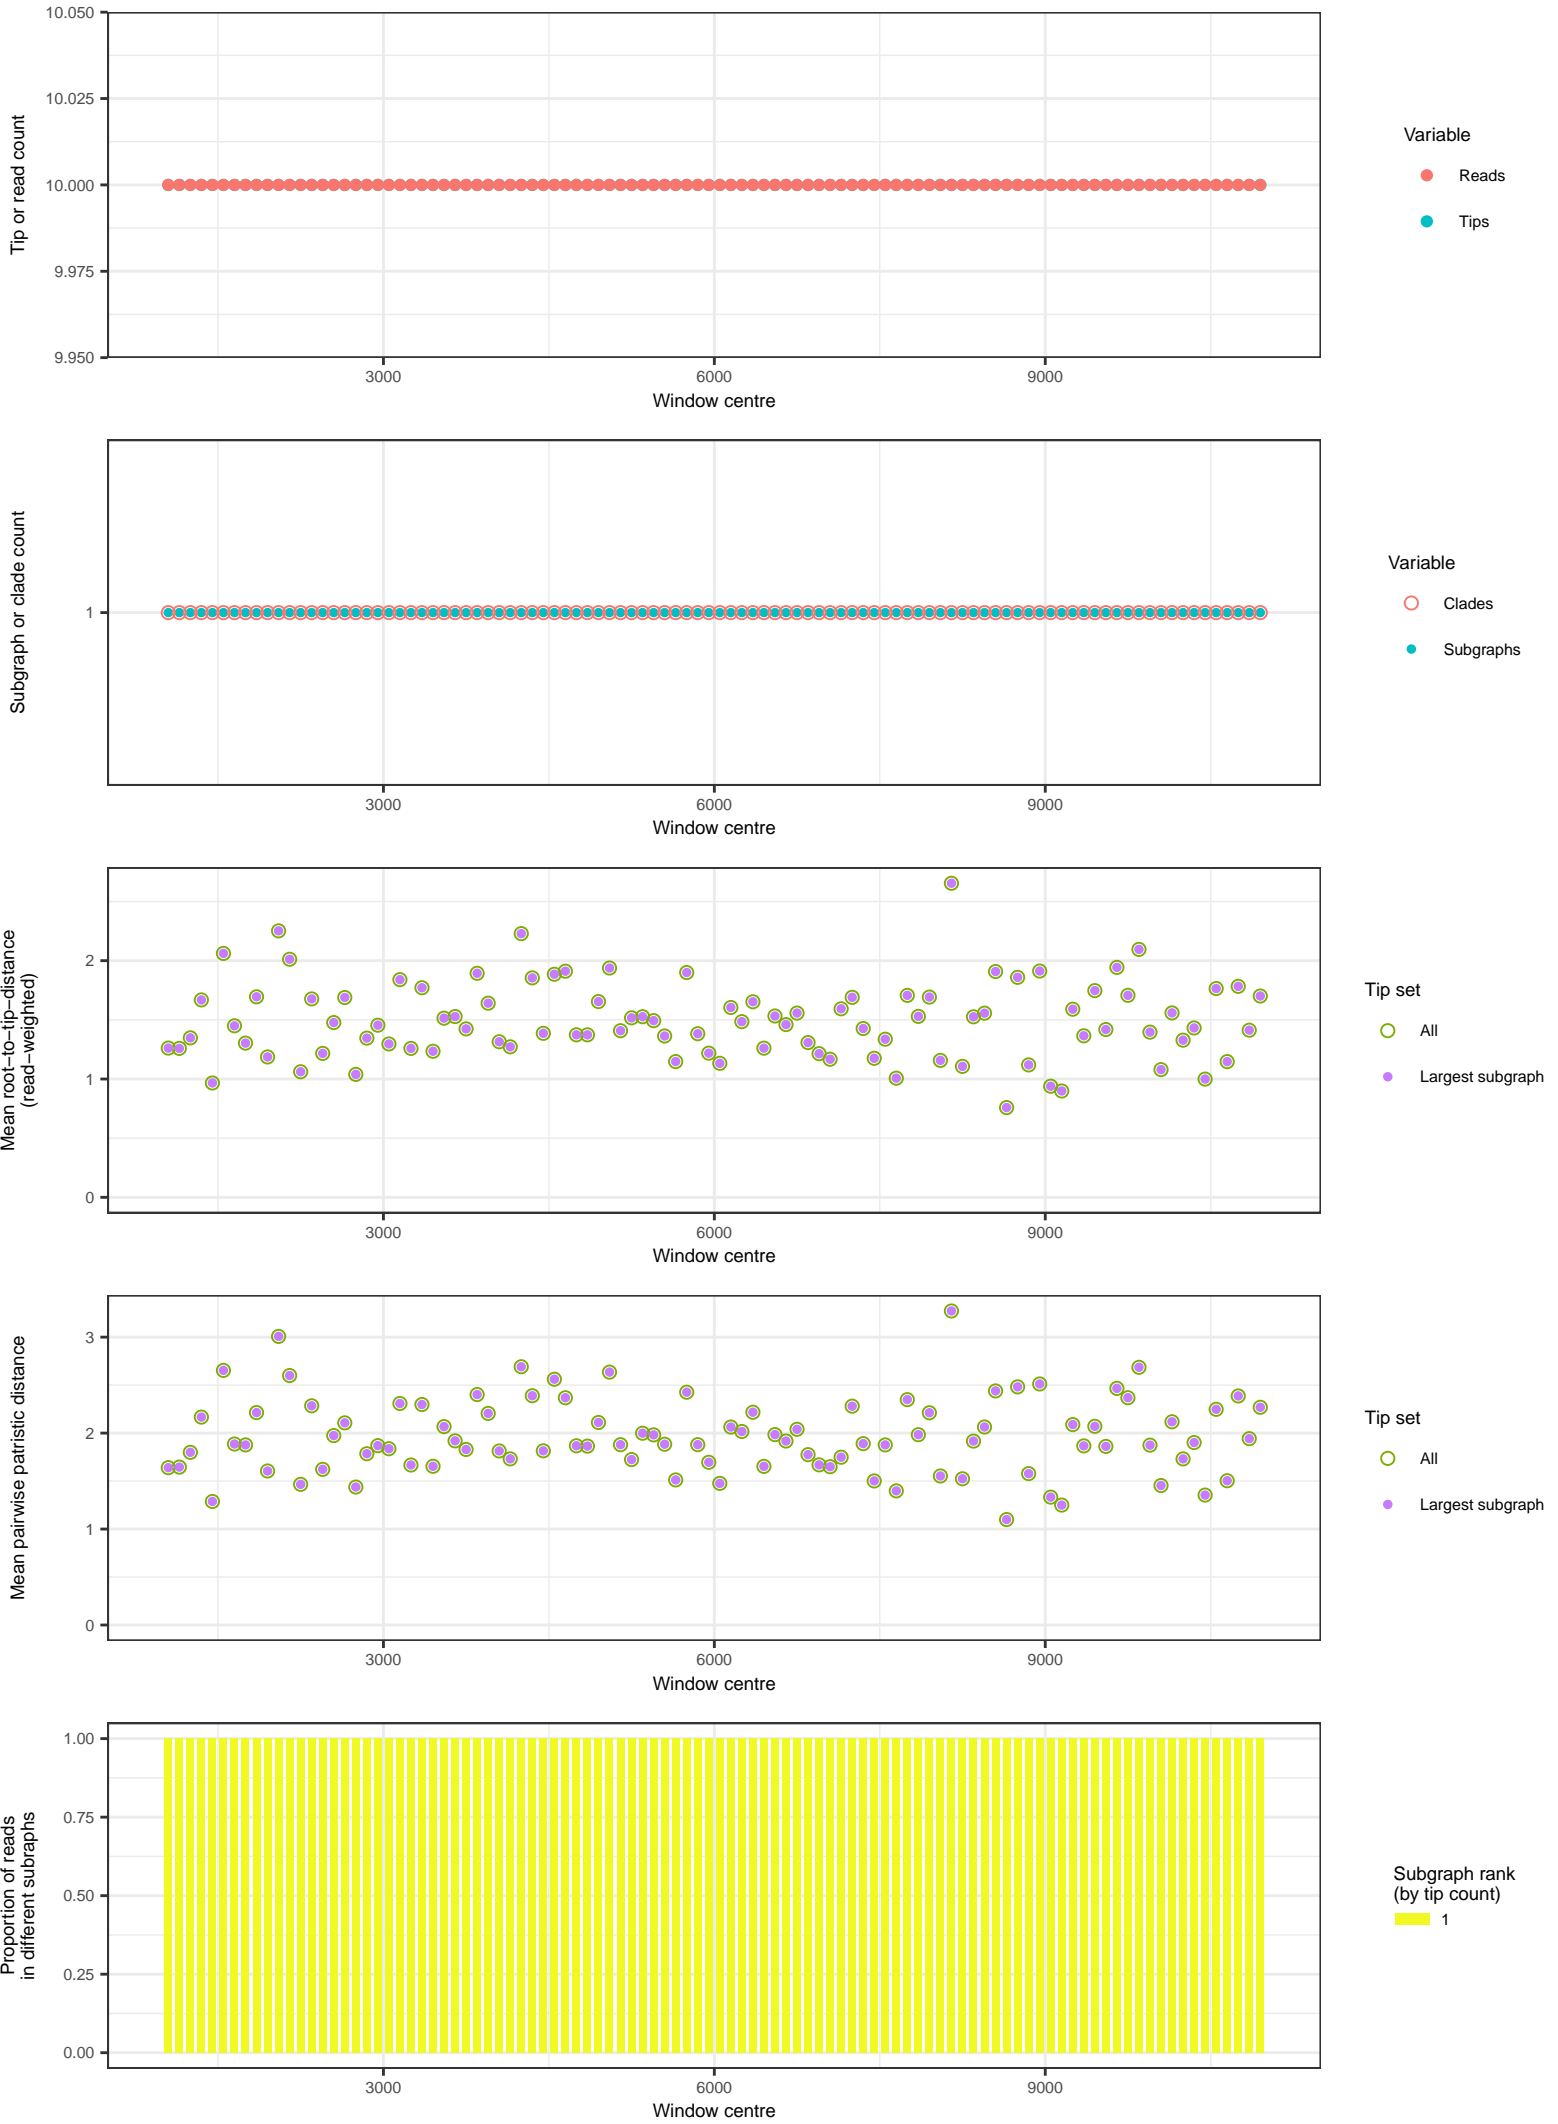 10.050
10.025
10.000
9.975
9.950
Tip or read count
3000
6000
9000
Window centre
Variable
Reads
Tips
1
Subgraph or clade count
3000
6000
9000
Window centre
Variable
Clades
Subgraphs
2
1
0
Mean root−to−tip−distance
(read−weighted)
3000
6000
9000
Window centre
Tip set
All
Largest subgraph
3
2
1
0
Mean pairwise patristic distance
3000
6000
9000
Window centre
Tip set
All
Largest subgraph
1.00
0.75
0.50
0.25
0.00
Proportion of reads
in different subraphs
3000
6000
9000
Window centre
Subgraph rank
(by tip count)
1